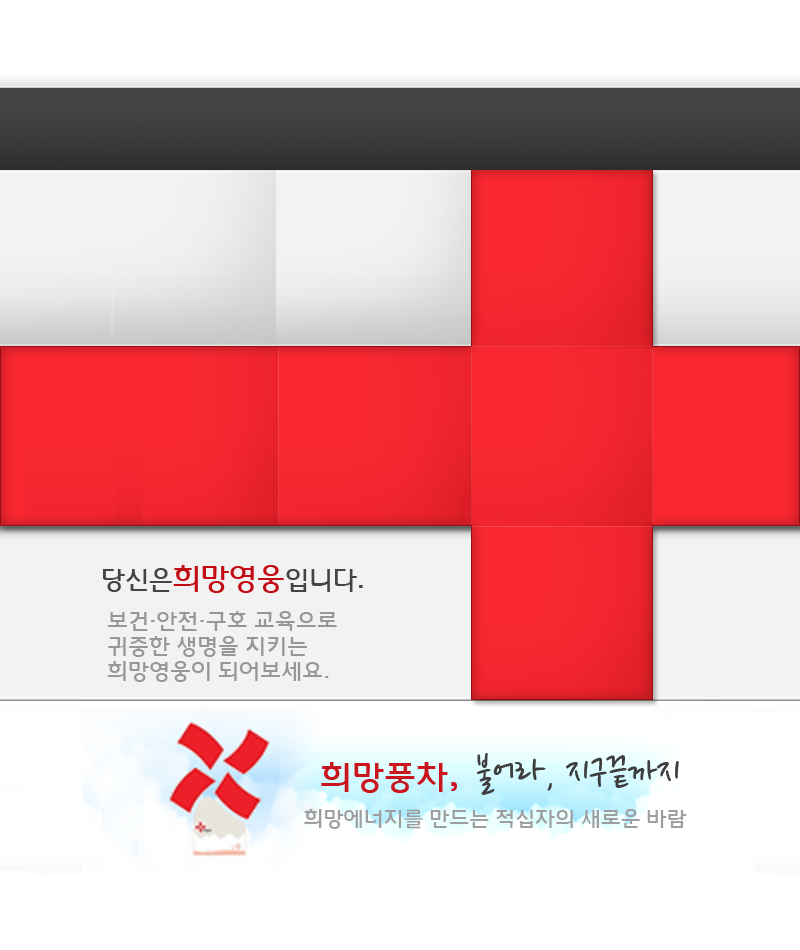 당신은희망영웅입니다.
보건·안전·구호 교육으로
귀중한 생명을 지키는
희망영웅이 되어보세요.
희망풍차, 불어라, 지구끝까지
희망에너지를 만드는 적십자의 새로운 바람